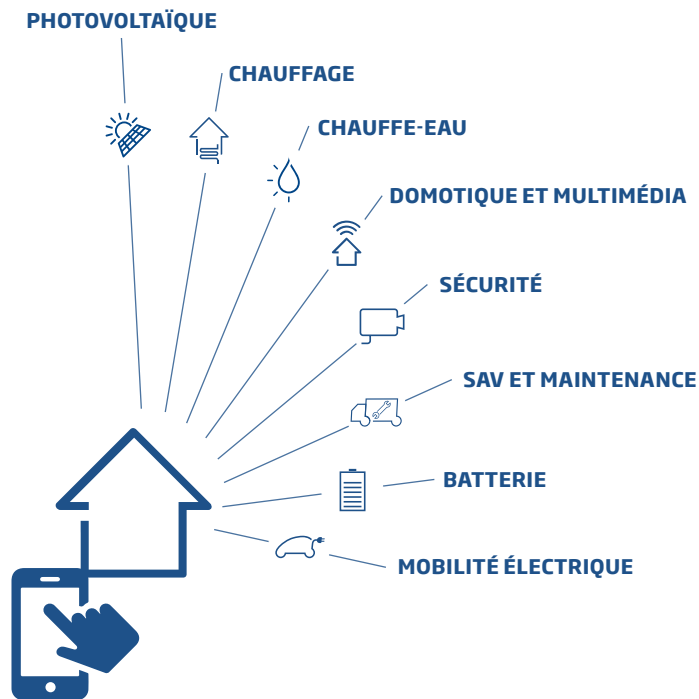 PHOTOVOLTAÏQUE
CHAUFFAGE
CHAUFFE-EAU
DOMOTIQUE ET MULTIMÉDIA
SÉCURITÉ
SAV ET MAINTENANCE
BATTERIE
MOBILITÉ ÉLECTRIQUE